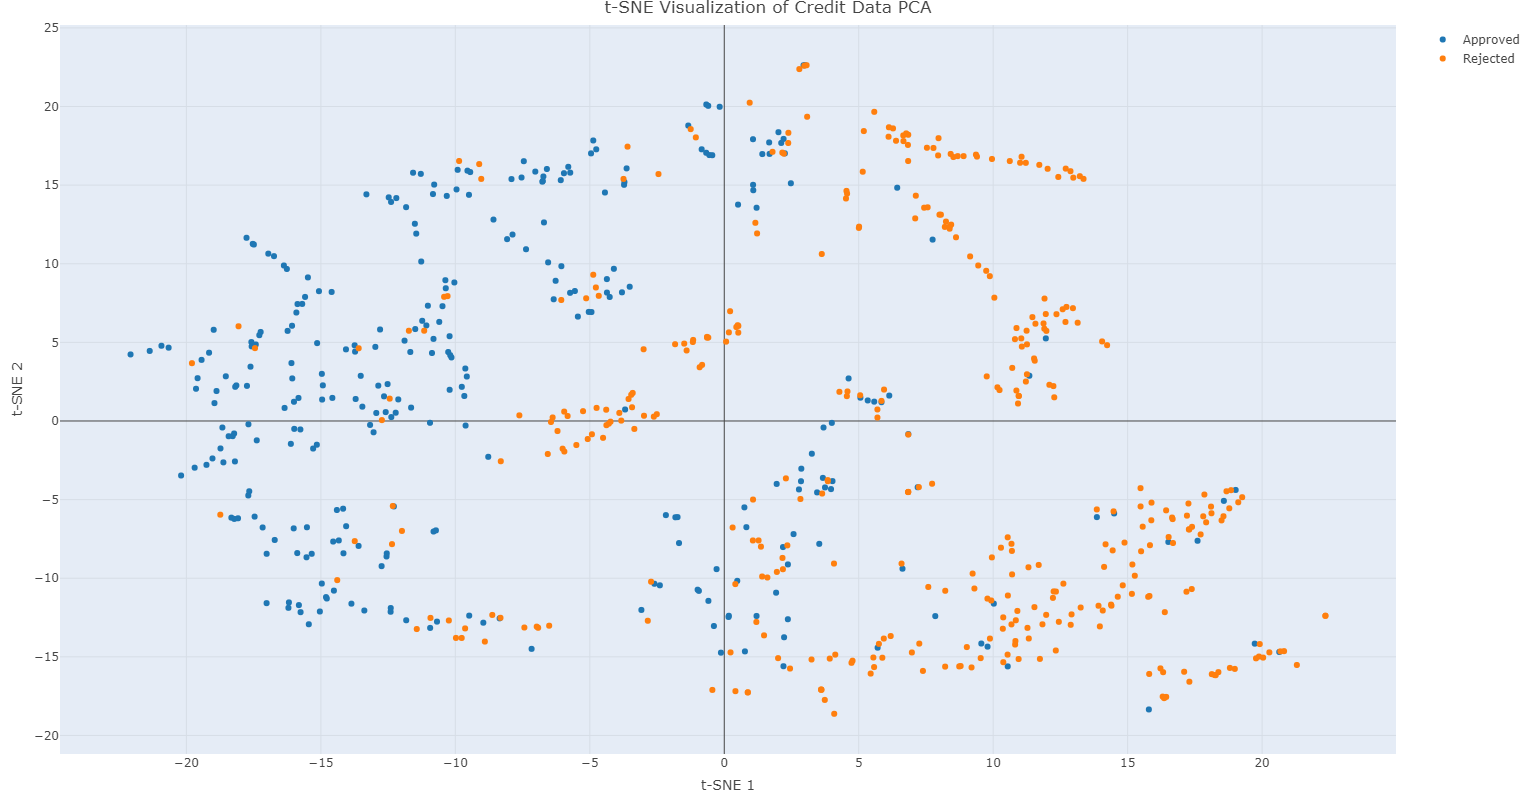 t-SNE Visualization of Credit Data PCA
Approved
Rejected
25
20
15
10
5
0
−5
−10
−15
−20
t-SNE 2
−20 −15 −10 −5 0 5 10 15 20
t-SNE 1